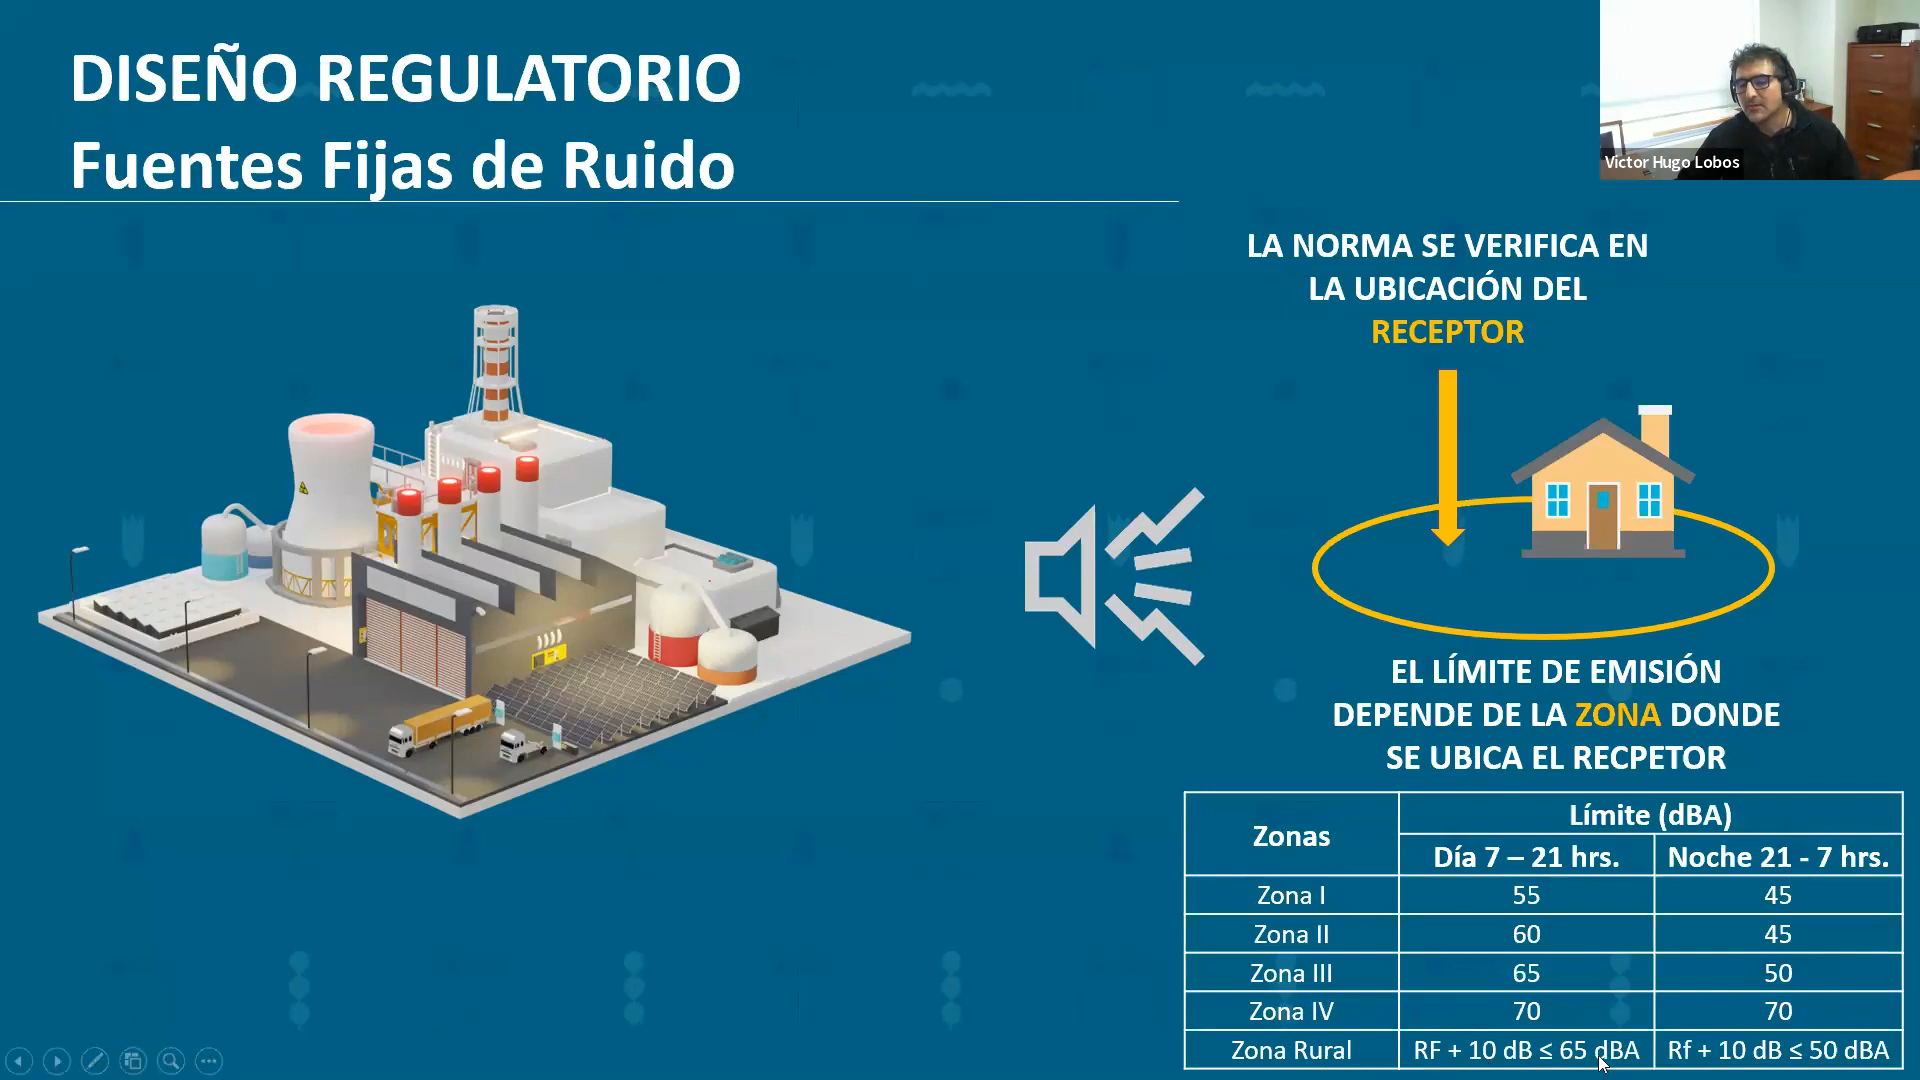 DISEÑO REGULATORIO
Fuentes Fijas de Ruido
Victor Hugo Lobos
LA NORMA SE VERIFICA EN
LA UBICACIÓN DEL
RECEPTOR
EL LÍMITE DE EMISIÓN
DEPENDE DE LA ZONA DONDE
SE UBICA EL RECPETOR
Zonas
Límite (dBA)
Día 7 – 21 hrs.
Noche 21 - 7 hrs.
Zona I 55 45
Zona II 60 45
Zona III 65 50
Zona IV 70 70
Zona Rural RF + 10 dB ≤ 65 dBA Rf + 10 dB ≤ 50 dBA